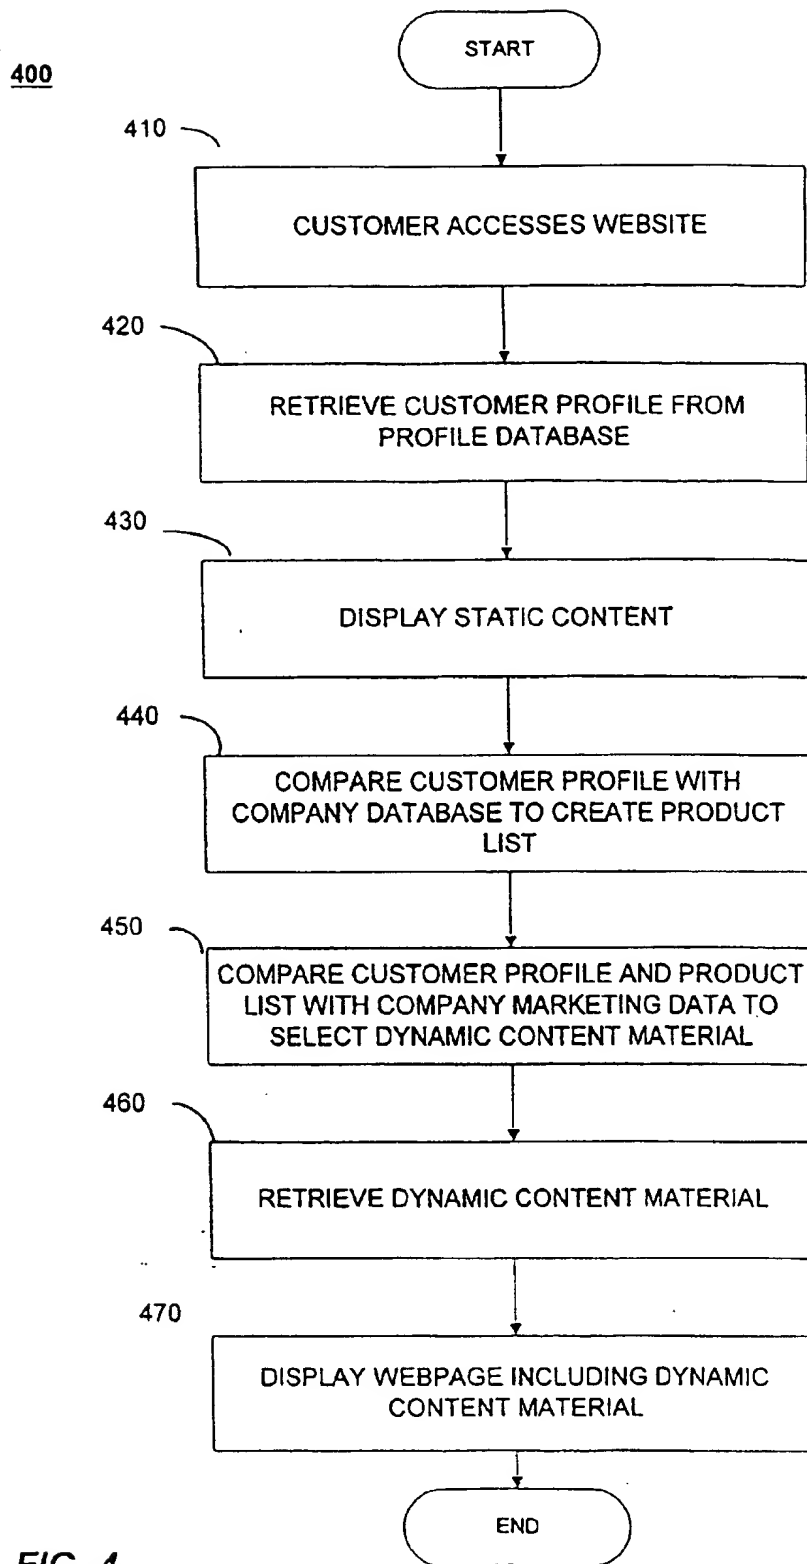 START
400
410
CUSTOMER ACCESSES WEBSITE
420
RETRIEVE CUSTOMER PROFILE FROM
PROFILE DATABASE
430
DISPLAY STATIC CONTENT
440
COMPARE CUSTOMER PROFILE WITH
COMPANY DATABASE TO CREATE PRODUCT
LIST
450
COMPARE CUSTOMER PROFILE AND PRODUCT
LIST WITH COMPANY MARKETING DATA TO
SELECT DYNAMIC CONTENT MATERIAL
460
RETRIEVE DYNAMIC CONTENT MATERIAL
470
DISPLAY WEBPAGE INCLUDING DYNAMIC
CONTENT MATERIAL
END
FIG. 4